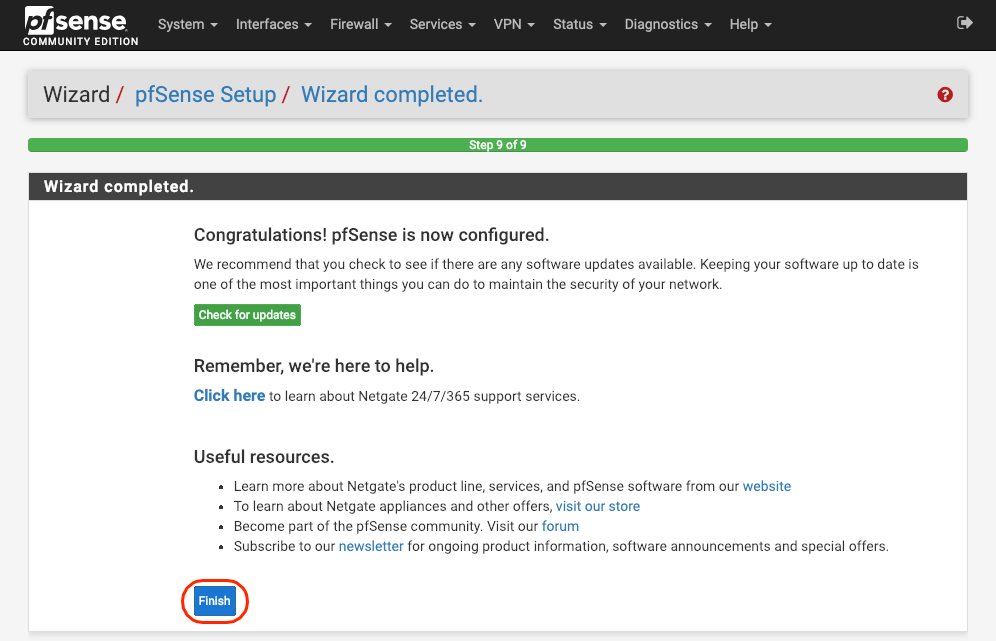 pfsense System Interfaces Firewall Services VPN Status Diagnostics Help
COMMUNITY EDITION
Wizard / pfSense Setup / Wizard completed.
Step 9 of 9
Wizard completed.
Congratulations! pfSense is now configured.
We recommend that you check to see if there are any software updates available. Keeping your software up to date is
one of the most important things you can do to maintain the security of your network.
Check for updates
Remember, we're here to help.
Click here to learn about Netgate 24/7/365 support services.
Useful resources.
• Learn more about Netgate's product line, services, and pfSense software from our website
• To learn about Netgate appliances and other offers, visit our store
• Become part of the pfSense community. Visit our forum
• Subscribe to our newsletter for ongoing product information, software announcements and special offers.
Finish